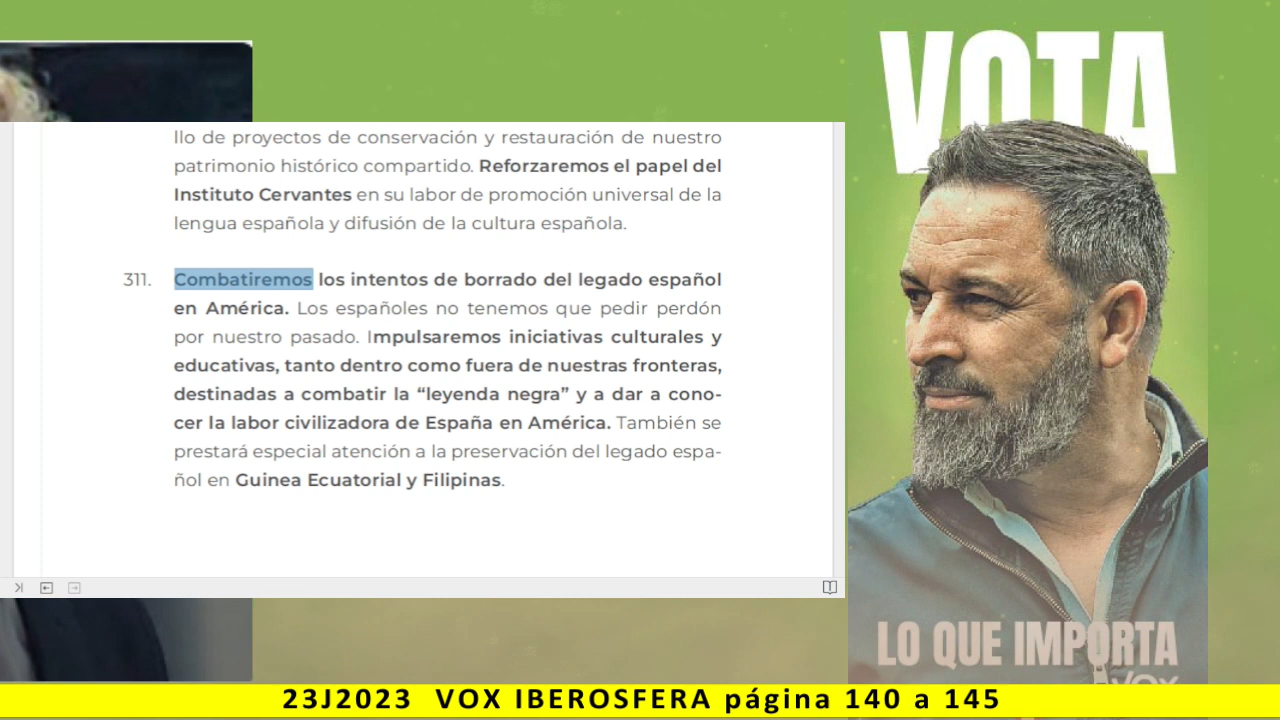 llo de proyectos de conservación y restauración de nuestro
patrimonio histórico compartido. Reforzaremos el papel del
Instituto Cervantes en su labor de promoción universal de la
lengua española y difusión de la cultura española.
311. Combatiremos los intentos de borrado del legado español
en América. Los españoles no tenemos que pedir perdón
por nuestro pasado. Impulsaremos iniciativas culturales y
educativas, tanto dentro como fuera de nuestras fronteras,
destinadas a combatir la “leyenda negra” y a dar a cono-
cer la labor civilizadora de España en América. También se
prestará especial atención a la preservación del legado espa-
ñol en Guinea Ecuatorial y Filipinas.
VOTA
LO QUE IMPORTA
VOX
23J2023 VOX IBEROSFERA página 140 a 145